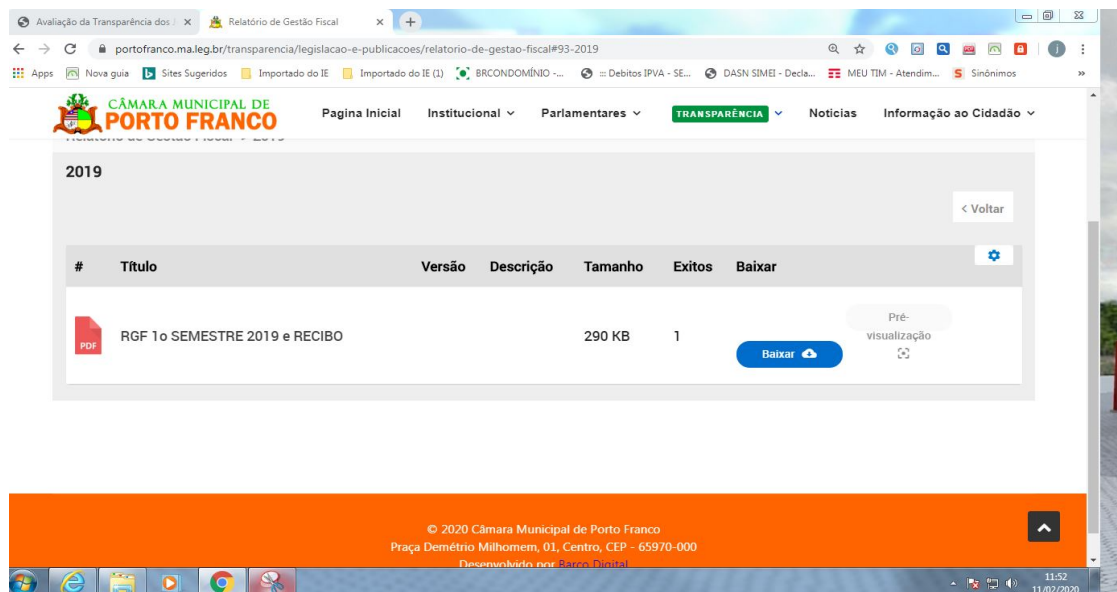 Avaliação da Transparência dos
Relatório de Gestão Fiscal
portofranco.ma.leg.br/transparencia/legislacao-e-publicacoes/relatorio-de-gestao-fiscal#93-2019
Apps Nova guia Sites Sugeridos Importado do IE Importado do IE (1) BRCONDOMÍNIO -... ::: Debitos IPVA - SE... DASN SIMEI - Decla... MEU TIM - Atendim... Sinônimos »
CÂMARA MUNICIPAL DE
PORTO FRANCO
Pagina Inicial Institucional Parlamentares TRANSPARÊNCIA Noticias Informação ao Cidadão
Relatório de Gestão Fiscal > 2019
2019
< Voltar
# Título Versão Descrição Tamanho Exitos Baixar
PDF RGF 1o SEMESTRE 2019 e RECIBO 290 KB 1 Baixar
Pré-
visualização
© 2020 Câmara Municipal de Porto Franco
Praça Demétrio Milhomem, 01, Centro, CEP - 65970-000
Desenvolvido por Barco Digital
11:52
11/02/2020